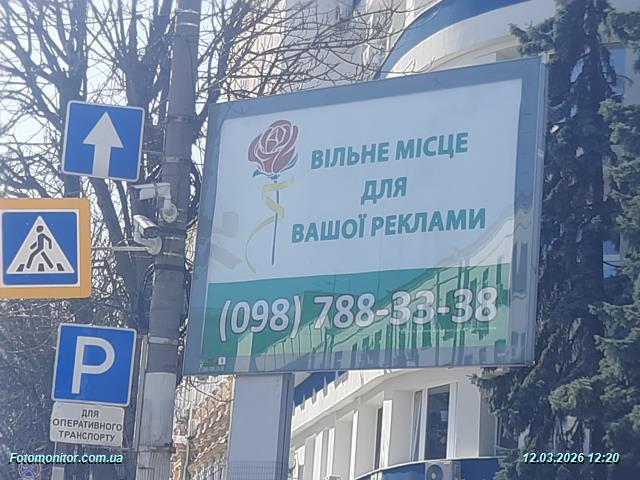 ВІЛЬНЕ МІСЦЕ
ДЛЯ
ВАШОЇ РЕКЛАМИ
(098) 788-33-38
P
ДЛЯ
ОПЕРАТИВНОГО
ТРАНСПОРТУ
Fotomonitor.com.ua
12.03.2026 12:20